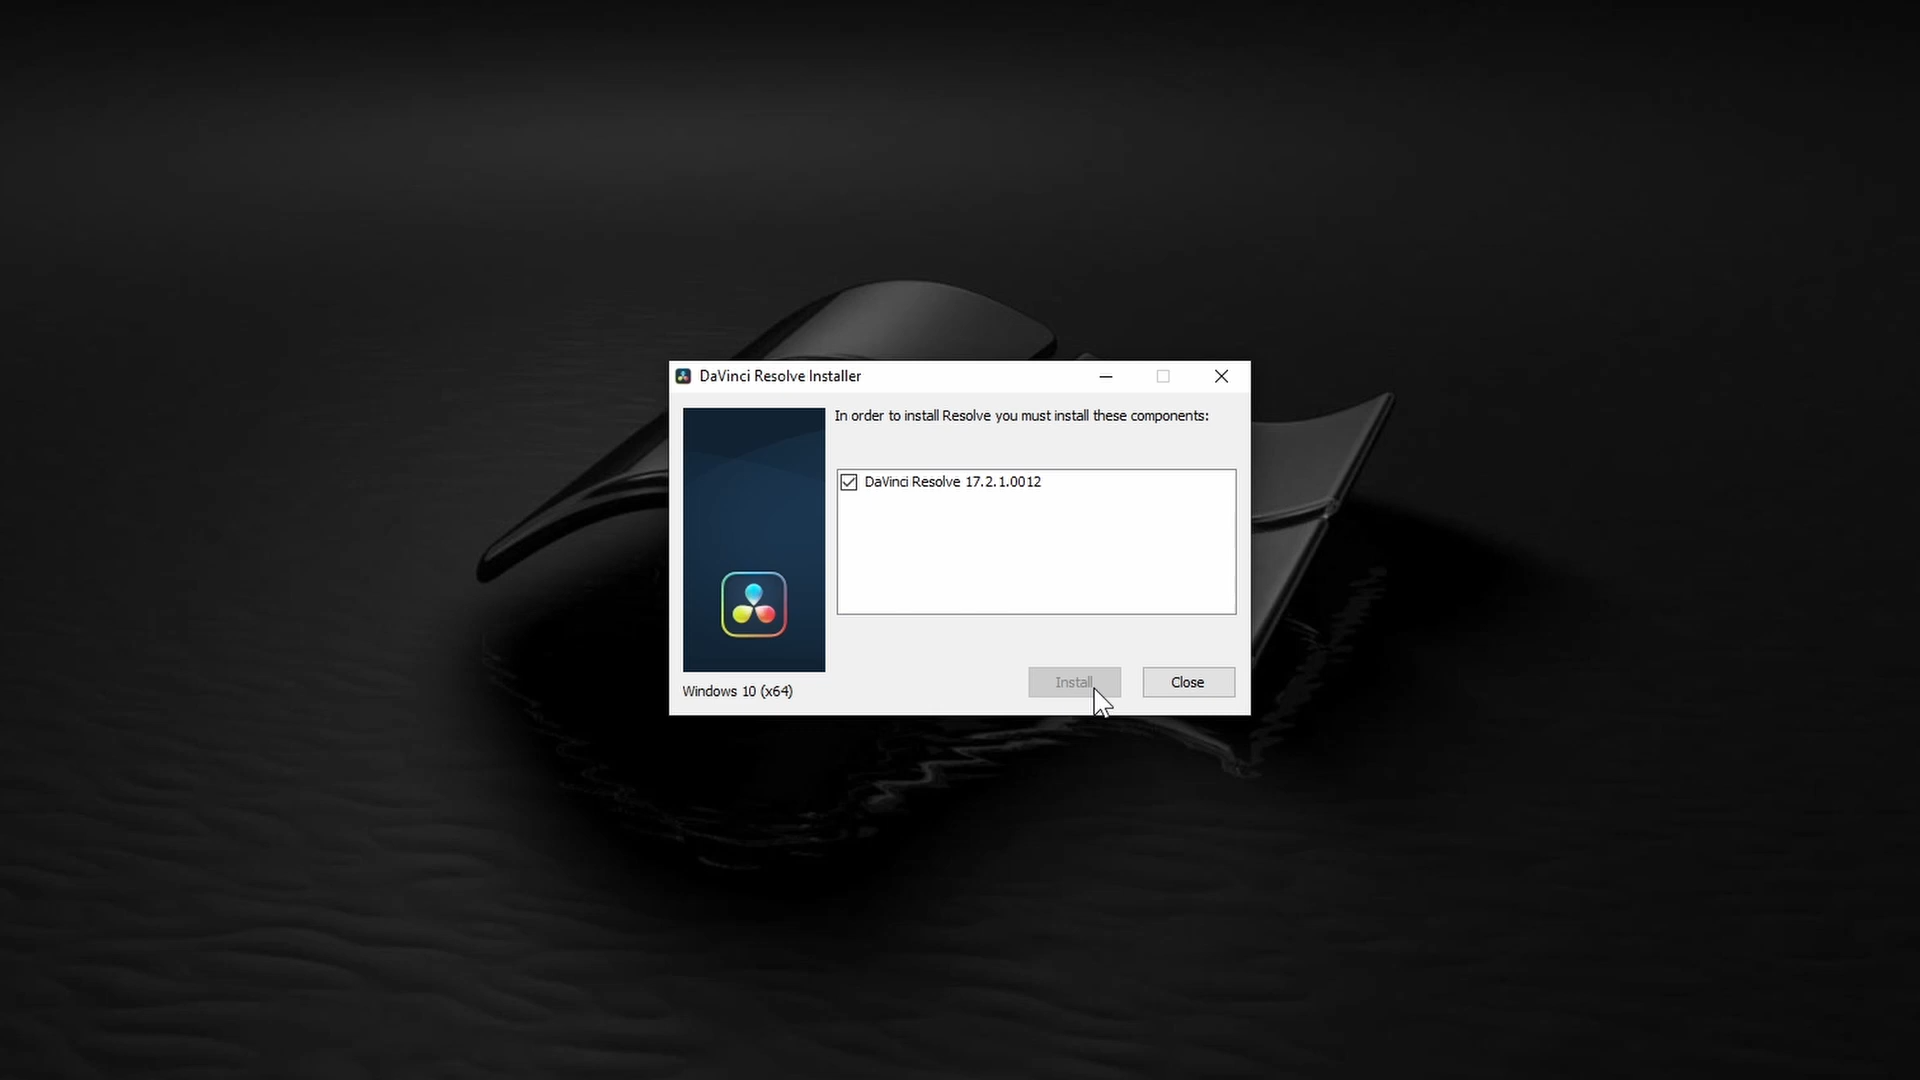 DaVinci Resolve Installer
In order to install Resolve you must install these components:
DaVinci Resolve 17.2.1.0012
Install
Close
Windows 10 (x64)